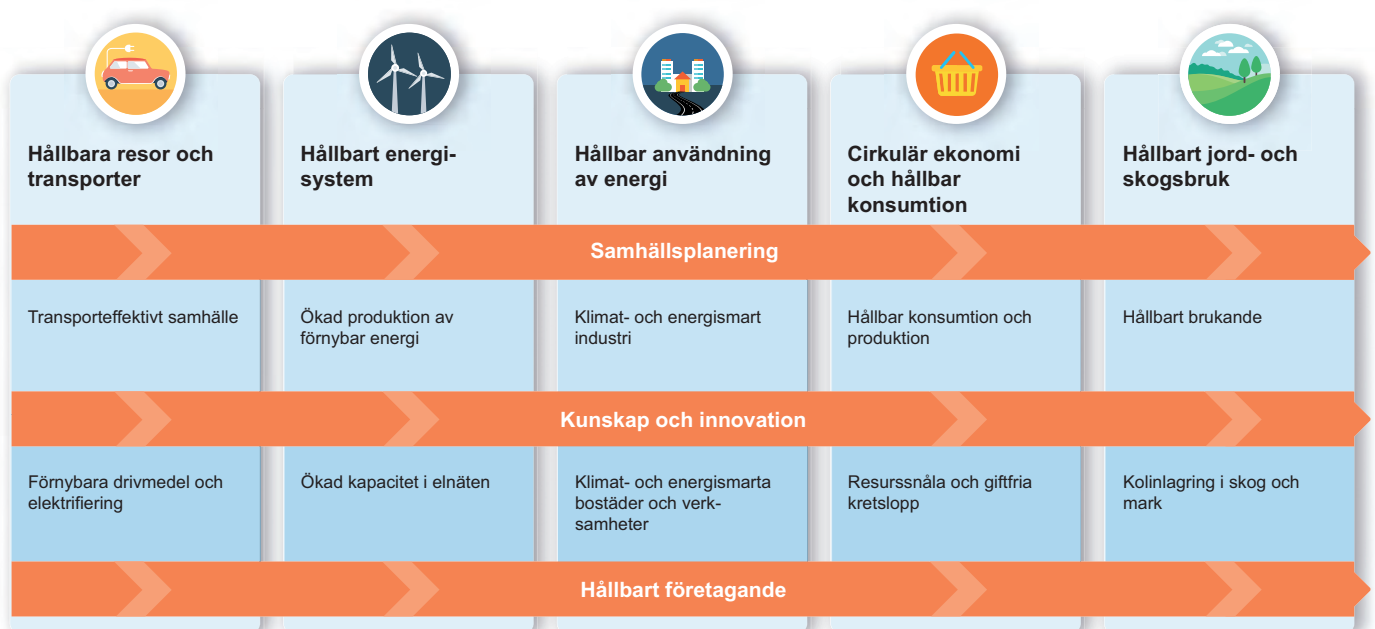 Hållbara resor och
transporter
Hållbart energi-
system
Hållbar användning
av energi
Cirkulär ekonomi
och hållbar
konsumtion
Hållbart jord- och
skogsbruk
Samhällsplanering
Transporteffektivt samhälle
Ökad produktion av
förnybar energi
Klimat- och energismart
industri
Hållbar konsumtion och
produktion
Hållbart brukande
Kunskap och innovation
Förnybara drivmedel och
elektrifiering
Ökad kapacitet i elnäten
Klimat- och energismarta
bostäder och verk-
samheter
Resurssnåla och giftfria
kretslopp
Kolinlagring i skog och
mark
Hållbart företagande